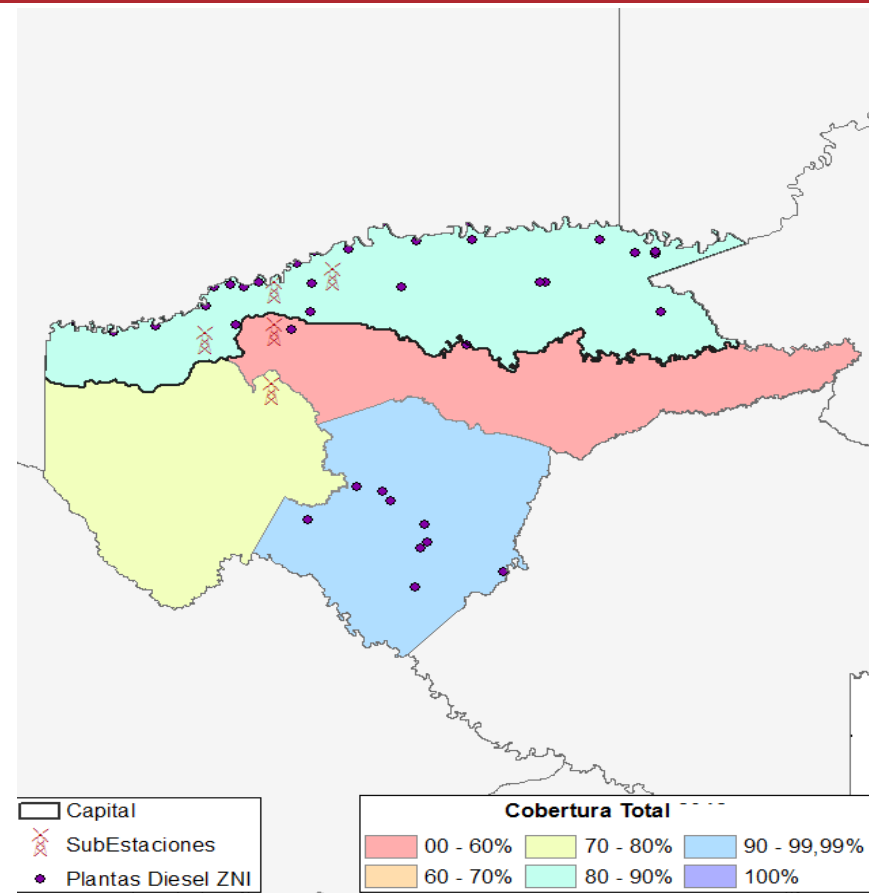 Capital
SubEstaciones
Plantas Diesel ZNI
Cobertura Total
00 - 60%
70 - 80%
90 - 99,99%
60 - 70%
80 - 90%
100%